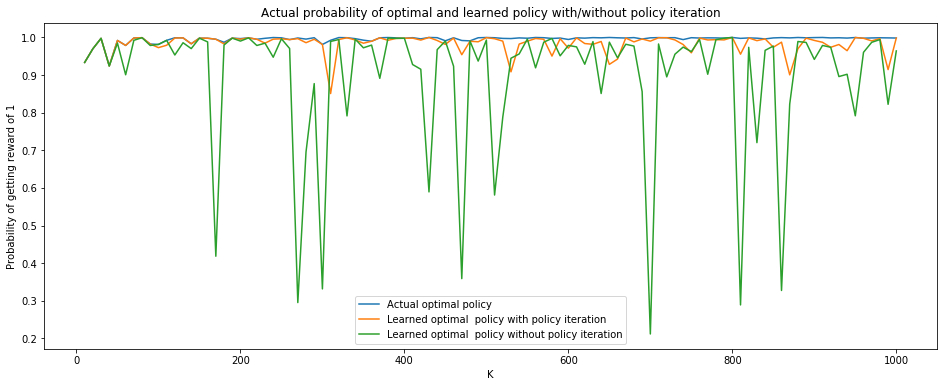 Actual probability of optimal and learned policy with/without policy iteration
Probability of getting reward of 1
1.0
0.9
0.8
0.7
0.6
0.5
0.4
0.3
0.2
Actual optimal policy
Learned optimal  policy with policy iteration
Learned optimal  policy without policy iteration
0
200
400
600
800
1000
K